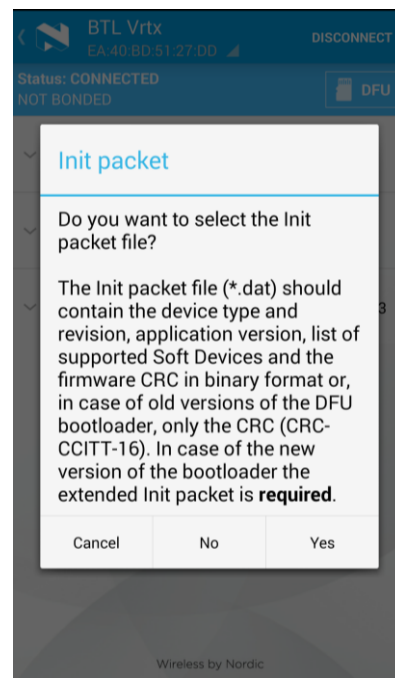 BTL Vrtx
DISCONNECT
EA:40:BD:51:27:DD
Status: CONNECTED
NOT BONDED
DFU
Init packet
Do you want to select the Init
packet file?
The Init packet file (*.dat) should
contain the device type and
revision, application version, list of
supported Soft Devices and the
firmware CRC in binary format or,
in case of old versions of the DFU
bootloader, only the CRC (CRC-
CCITT-16). In case of the new
version of the bootloader the
extended Init packet is required.
3
Cancel
No
Yes
Wireless by Nordic